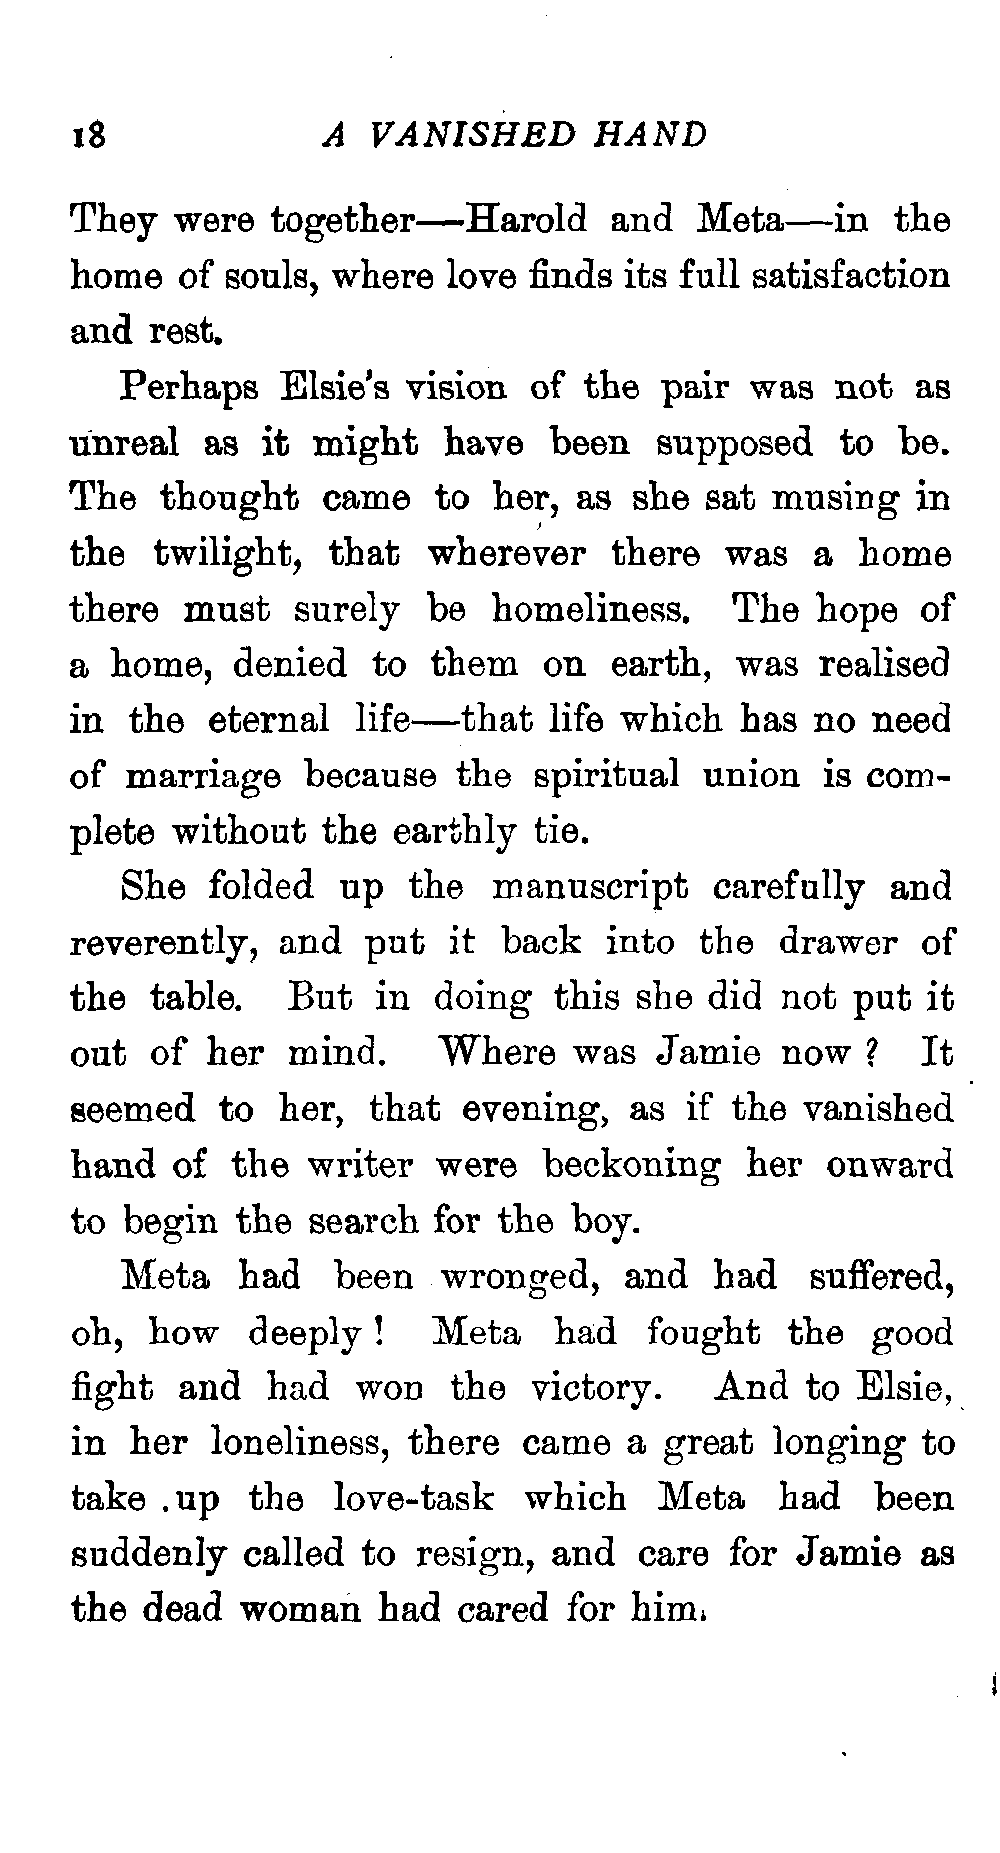 18 A VANISHED HAND
They were together—Harold and Meta—in the
home of souls, where love finds its full satisfaction
and rest.
Perhaps Elsie's vision of the pair was not as
unreal as it might have been supposed to be.
The thought came to her, as she sat musing in
the twilight, that wherever there was a home
there must surely be homeliness. The hope of
a home, denied to them on earth, was realised
in the eternal life—that life which has no need
of marriage because the spiritual union is com-
plete without the earthly tie.
She folded up the manuscript carefully and
reverently, and put it back into the drawer of
the table. But in doing this she did not put it
out of her mind. Where was Jamie now ? It
seemed to her, that evening, as if the vanished
hand of the writer were beckoning her onward
to begin the search for the boy.
Meta had been wronged, and had suffered,
oh, how deeply ! Meta had fought the good
fight and had won the victory. And to Elsie,
in her loneliness, there came a great longing to
take up the love-task which Meta had been
suddenly called to resign, and care for Jamie as
the dead woman had cared for him.